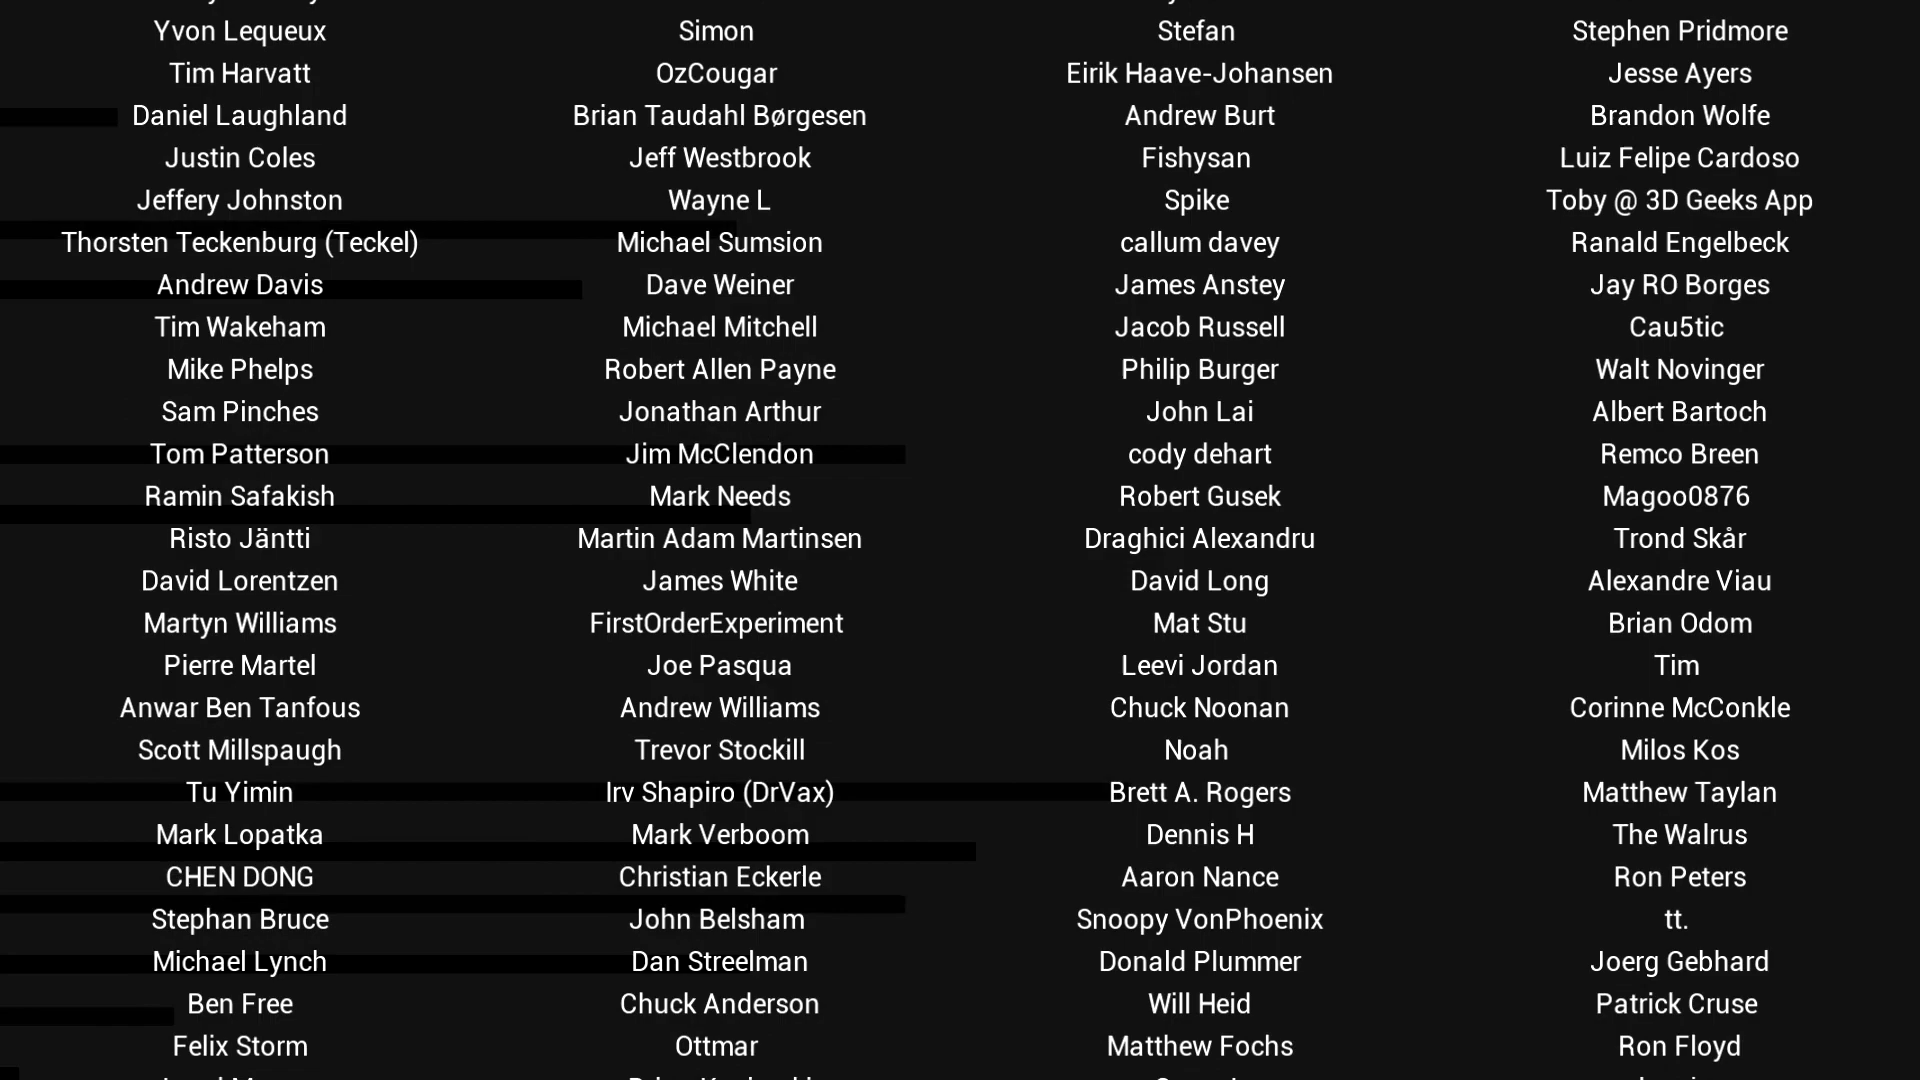 Yvon Lequeux Simon Stefan Stephen Pridmore
Tim Harvatt OzCougar Eirik Haave-Johansen Jesse Ayers
Daniel Laughland Brian Taudahl Børgesen Andrew Burt Brandon Wolfe
Justin Coles Jeff Westbrook Fishysan Luiz Felipe Cardoso
Jeffery Johnston Wayne L Spike Toby @ 3D Geeks App
Thorsten Teckenburg (Teckel) Michael Sumsion callum davey Ranald Engelbeck
Andrew Davis Dave Weiner James Anstey Jay RO Borges
Tim Wakeham Michael Mitchell Jacob Russell Cau5tic
Mike Phelps Robert Allen Payne Philip Burger Walt Novinger
Sam Pinches Jonathan Arthur John Lai Albert Bartoch
Tom Patterson Jim McClendon cody dehart Remco Breen
Ramin Safakish Mark Needs Robert Gusek Magoo0876
Risto Jäntti Martin Adam Martinsen Draghici Alexandru Trond Skår
David Lorentzen James White David Long Alexandre Viau
Martyn Williams FirstOrderExperiment Mat Stu Brian Odom
Pierre Martel Joe Pasqua Leevi Jordan Tim
Anwar Ben Tanfous Andrew Williams Chuck Noonan Corinne McConkle
Scott Millspaugh Trevor Stockill Noah Milos Kos
Tu Yimin Irv Shapiro (DrVax) Brett A. Rogers Matthew Taylan
Mark Lopatka Mark Verboom Dennis H The Walrus
CHEN DONG Christian Eckerle Aaron Nance Ron Peters
Stephan Bruce John Belsham Snoopy VonPhoenix tt.
Michael Lynch Dan Streelman Donald Plummer Joerg Gebhard
Ben Free Chuck Anderson Will Heid Patrick Cruse
Felix Storm Ottmar Matthew Fochs Ron Floyd